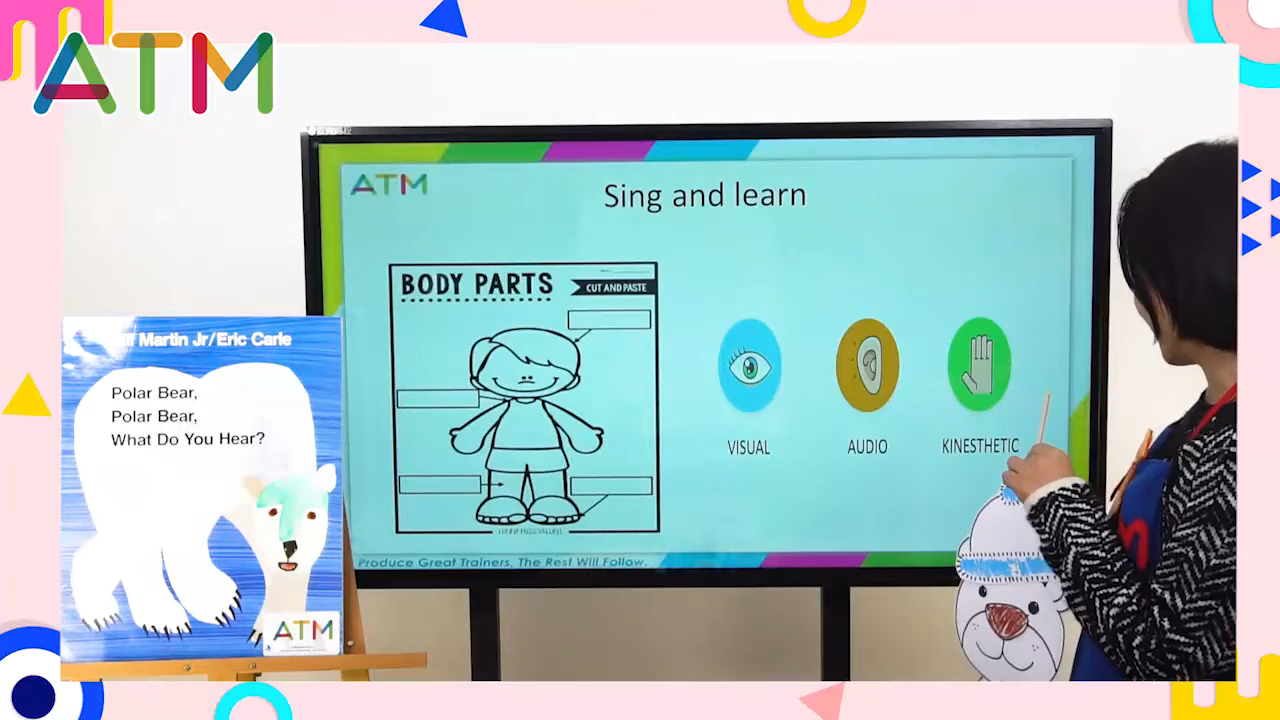 ATM
ATM
Sing and learn
BODY PARTS
CUT AND PASTE
VISUAL
AUDIO
KINESTHETIC
Produce Great Trainers, The Rest Will Follow.
Martin Jr/Eric Carle
Polar Bear,
Polar Bear,
What Do You Hear?
ATM